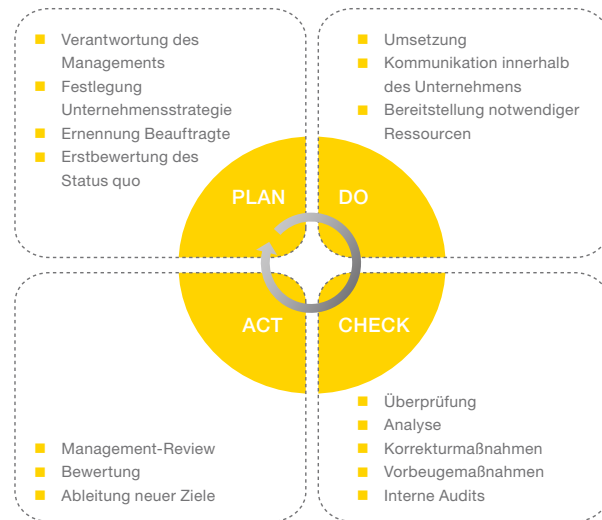 Verantwortung des
Managements
Festlegung
Unternehmensstrategie
Ernennung Beauftragte
Erstbewertung des
Status quo
Umsetzung
Kommunikation innerhalb
des Unternehmens
Bereitstellung notwendiger
Ressourcen
PLAN
DO
ACT
CHECK
Management-Review
Bewertung
Ableitung neuer Ziele
Überprüfung
Analyse
Korrekturmaßnahmen
Vorbeugemaßnahmen
Interne Audits